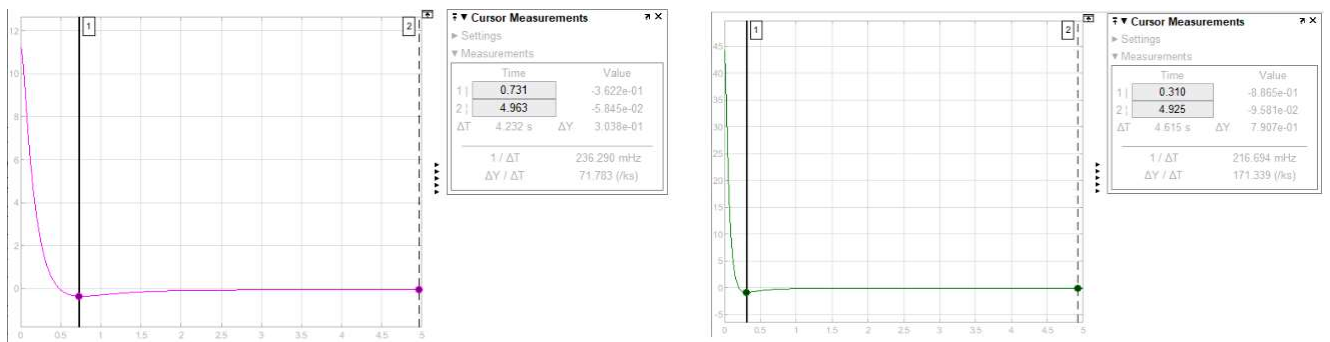 12
10
8
6
4
2
0
0 0.5 1 1.5 2 2.5 3 3.5 4 4.5 5
1
2
▼ Cursor Measurements
► Settings
▼ Measurements
Time Value
1 | 0.731 -3.622e-01
2 ¦ 4.963 -5.845e-02
ΔT 4.232 s ΔY 3.038e-01
1 / ΔT 236.290 mHz
ΔY / ΔT 71.783 (/ks)
45
40
35
30
25
20
15
10
5
0
-5
0 0.5 1 1.5 2 2.5 3 3.5 4 4.5 5
1
2
▼ Cursor Measurements
► Settings
▼ Measurements
Time Value
1 | 0.310 -8.865e-01
2 ¦ 4.925 -9.581e-02
ΔT 4.615 s ΔY 7.907e-01
1 / ΔT 216.694 mHz
ΔY / ΔT 171.339 (/ks)